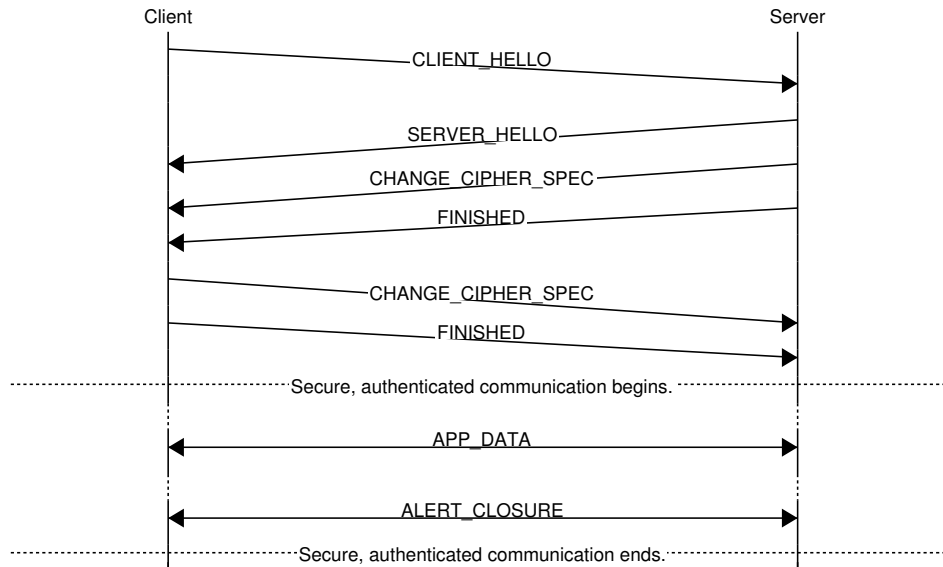 Client Server
CLIENT_HELLO
SERVER_HELLO
CHANGE_CIPHER_SPEC
FINISHED
CHANGE_CIPHER_SPEC
FINISHED
Secure, authenticated communication begins.
APP_DATA
ALERT_CLOSURE
Secure, authenticated communication ends.